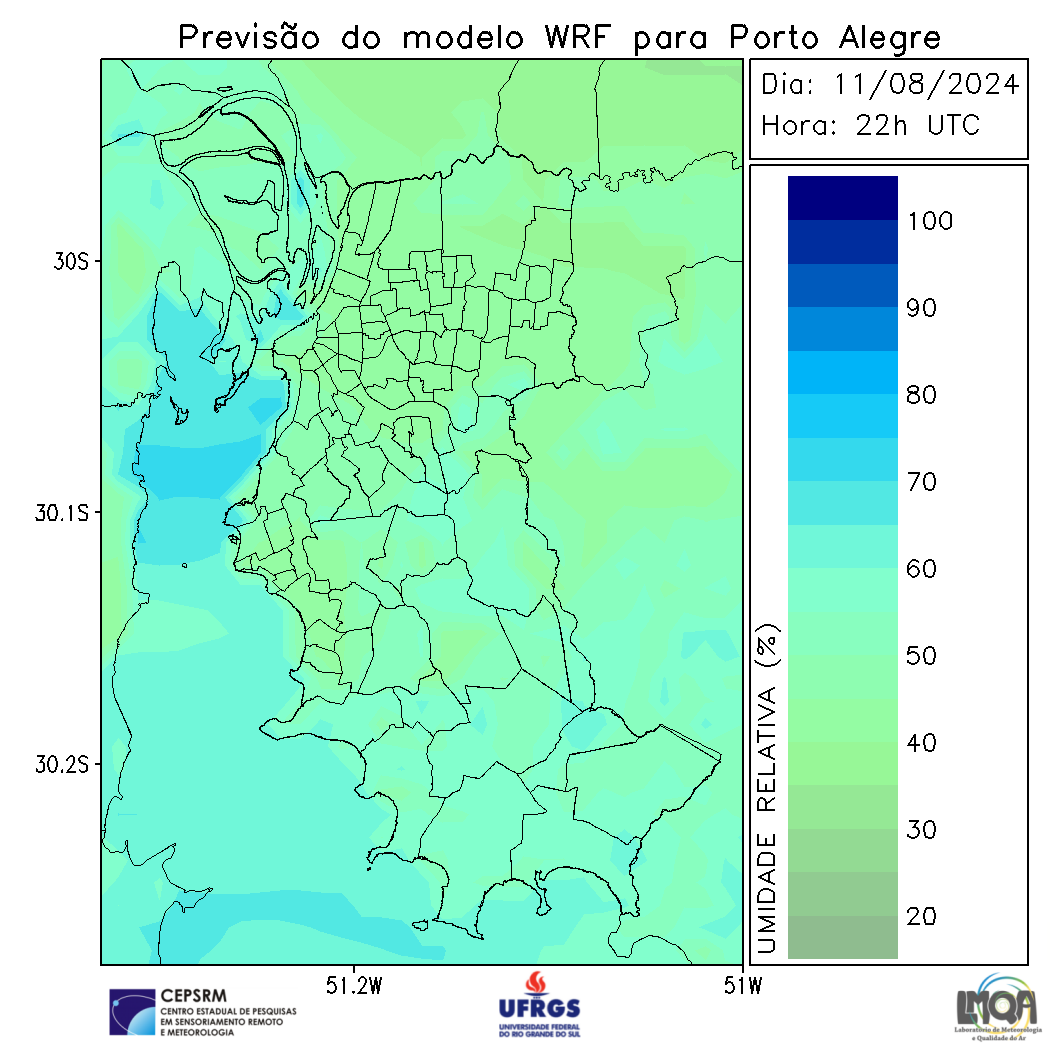 Previsão do modelo WRF para Porto Alegre
Dia: 11/08/2024
Hora: 22h UTC
30S
30.1S
30.2S
51.2W
51W
100
90
80
70
60
50
40
30
20
UMIDADE RELATIVA (%)
CEPSRM
CENTRO ESTADUAL DE PESQUISAS
EM SENSORIAMENTO REMOTO
E METEOROLOGIA
UFRGS
UNIVERSIDADE FEDERAL
DO RIO GRANDE DO SUL
LMQA
Laboratório de Meteorologia
e Qualidade do Ar